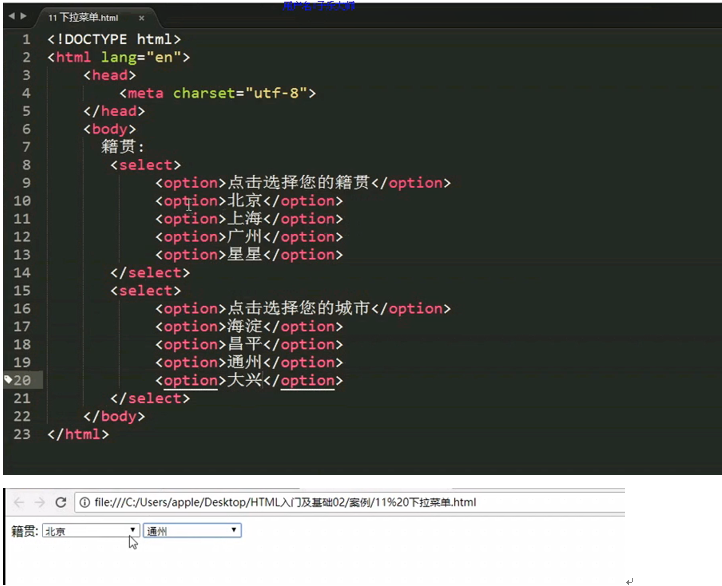 11 下拉菜单.html
1 <!DOCTYPE html>
2 <html lang="en">
3 <head>
4 <meta charset="utf-8">
5 </head>
6 <body>
7 籍贯:
8 <select>
9 <option>点击选择您的籍贯</option>
10 <option>北京</option>
11 <option>上海</option>
12 <option>广州</option>
13 <option>星星</option>
14 </select>
15 <select>
16 <option>点击选择您的城市</option>
17 <option>海淀</option>
18 <option>昌平</option>
19 <option>通州</option>
20 <option>大兴</option>
21 </select>
22 </body>
23 </html>
file:///C:/Users/apple/Desktop/HTML入门及基础02/案例/11%20下拉菜单.html
籍贯: 北京 通州